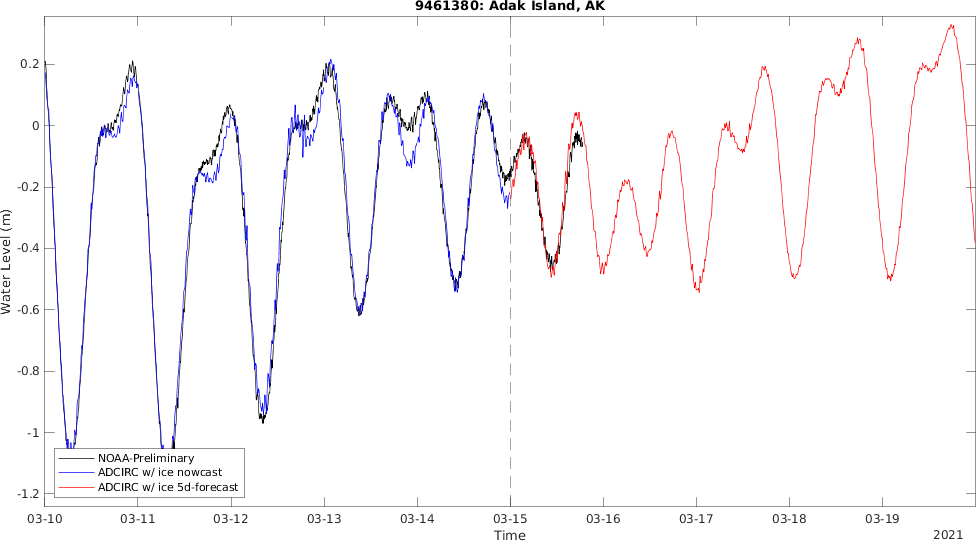 9461380: Adak Island, AK
Water Level (m)
0.2
0
-0.2
-0.4
-0.6
-0.8
-1
-1.2
NOAA-Preliminary
ADCIRC w/ ice nowcast
ADCIRC w/ ice 5d-forecast
03-10 03-11 03-12 03-13 03-14 03-15 03-16 03-17 03-18 03-19
Time
2021